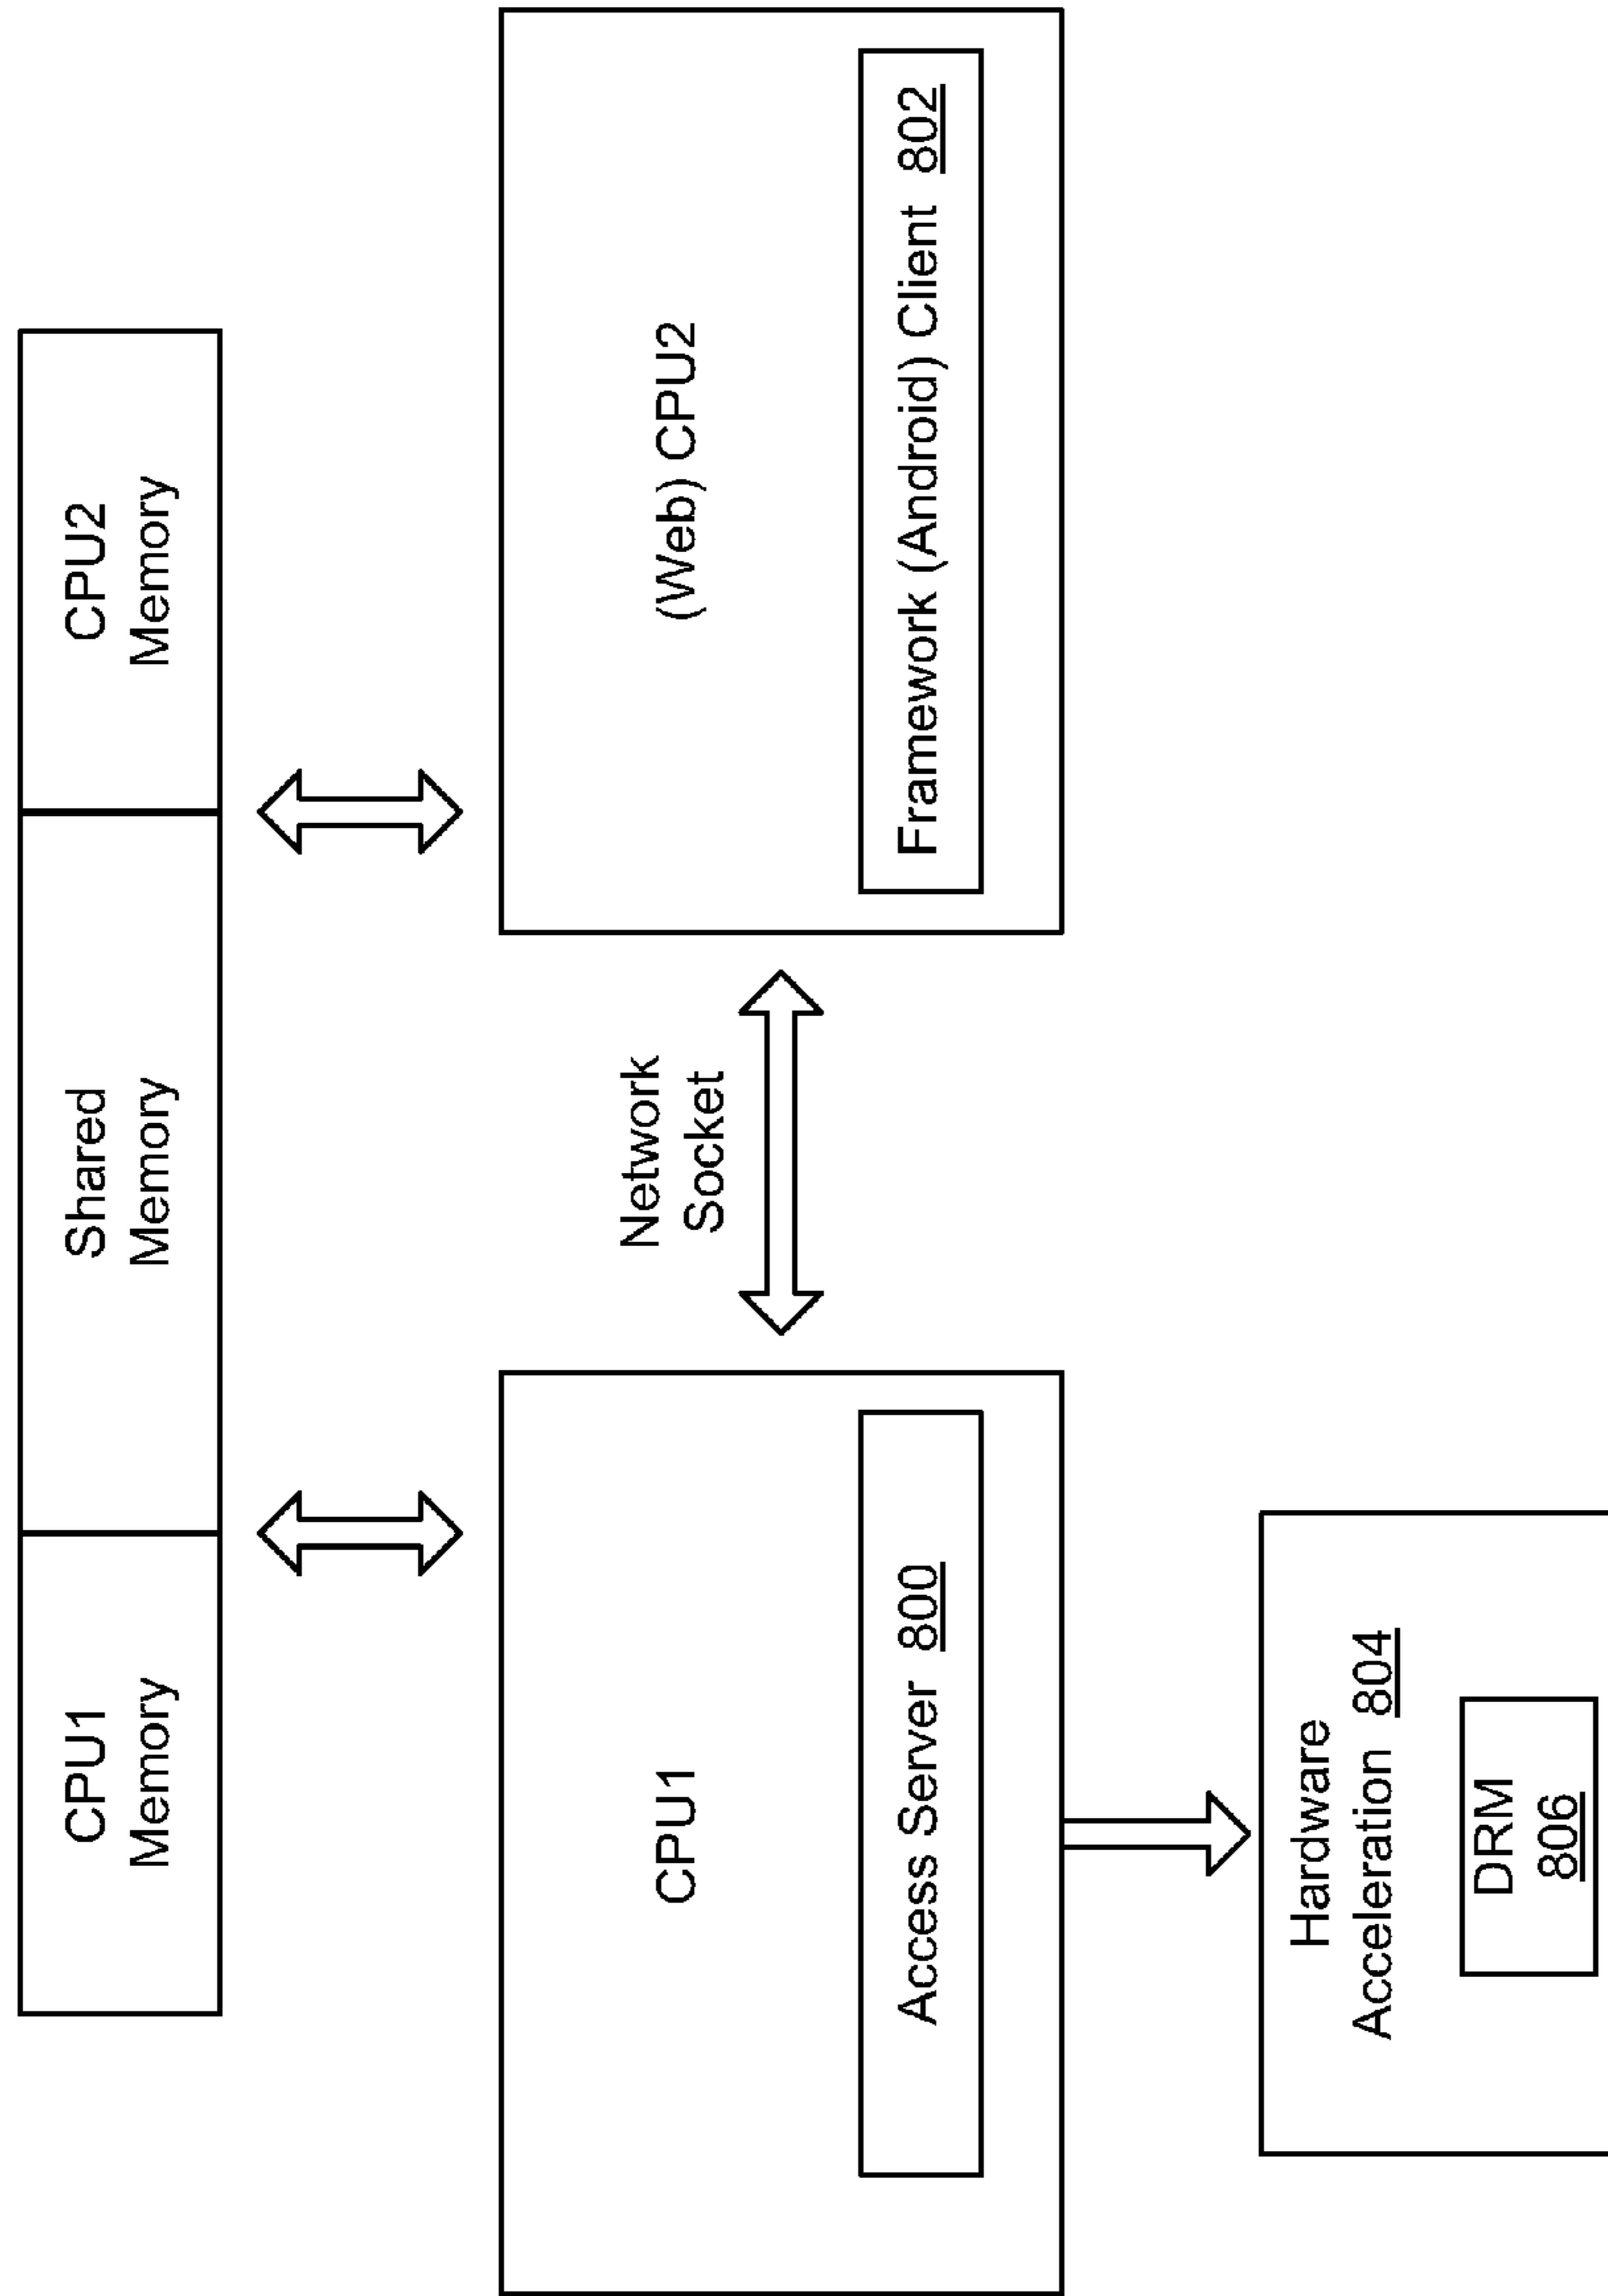 CPU1
Memory
Shared
Memory
CPU2
Memory
Network
Socket
CPU1
Access Server 800
(Web) CPU2
Framework (Android) Client 802
Hardware
Acceleration 804
DRM
806